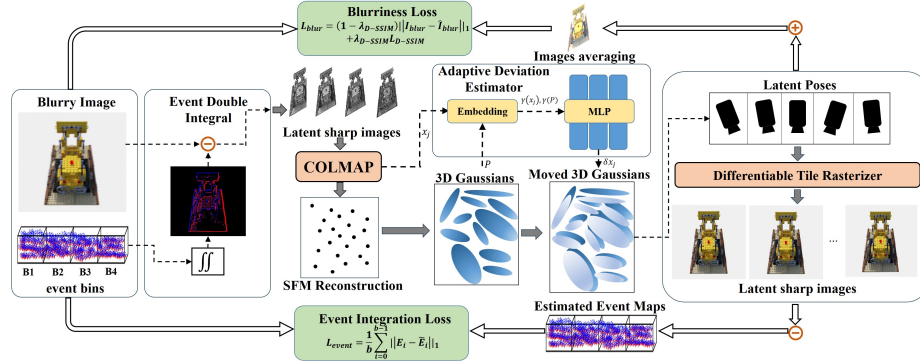 Blurriness Loss
L_blur = (1 − λ_D−SSIM)||I_blur − Î_blur||_1
+λ_D−SSIM L_D−SSIM
Images averaging
Blurry Image
Event Double
Integral
Latent sharp images
COLMAP
SFM Reconstruction
x_j
Adaptive Deviation
Estimator
Embedding
γ(x_j), γ(P)
MLP
P
δx_j
3D Gaussians
Moved 3D Gaussians
Latent Poses
Differentiable Tile Rasterizer
...
Latent sharp images
B1 B2 B3 B4
event bins
∬
Event Integration Loss
L_event = 1/b ∑_{i=0}^{b−1} ||E_i − Ē_i||_1
Estimated Event Maps